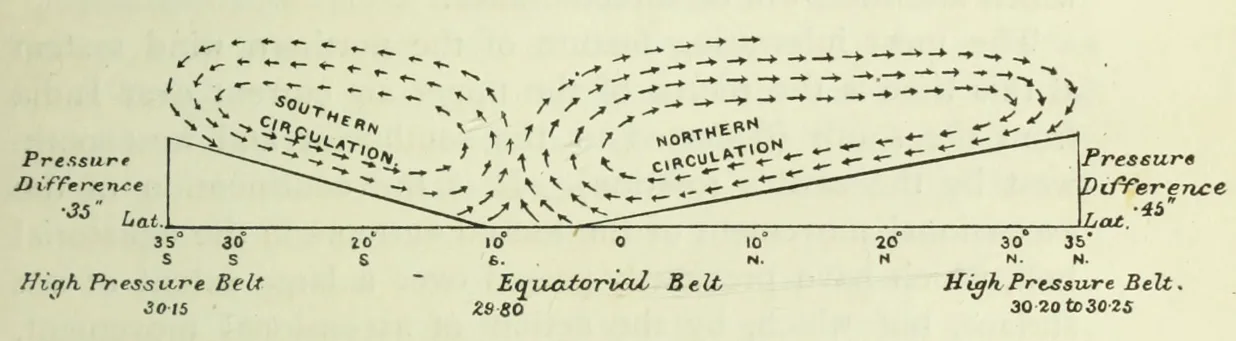 SOUTHERN
CIRCULATION.
NORTHERN
CIRCULATION
Pressure
Difference
.35"
Lat.
Pressure
Difference
.45"
Lat.
35° 30° 20° 10° 0 10° 20° 30° 35°
S S S S. N. N N. N.
High Pressure Belt Equatorial Belt High Pressure Belt.
30·15 29·80 30·20 to 30·25